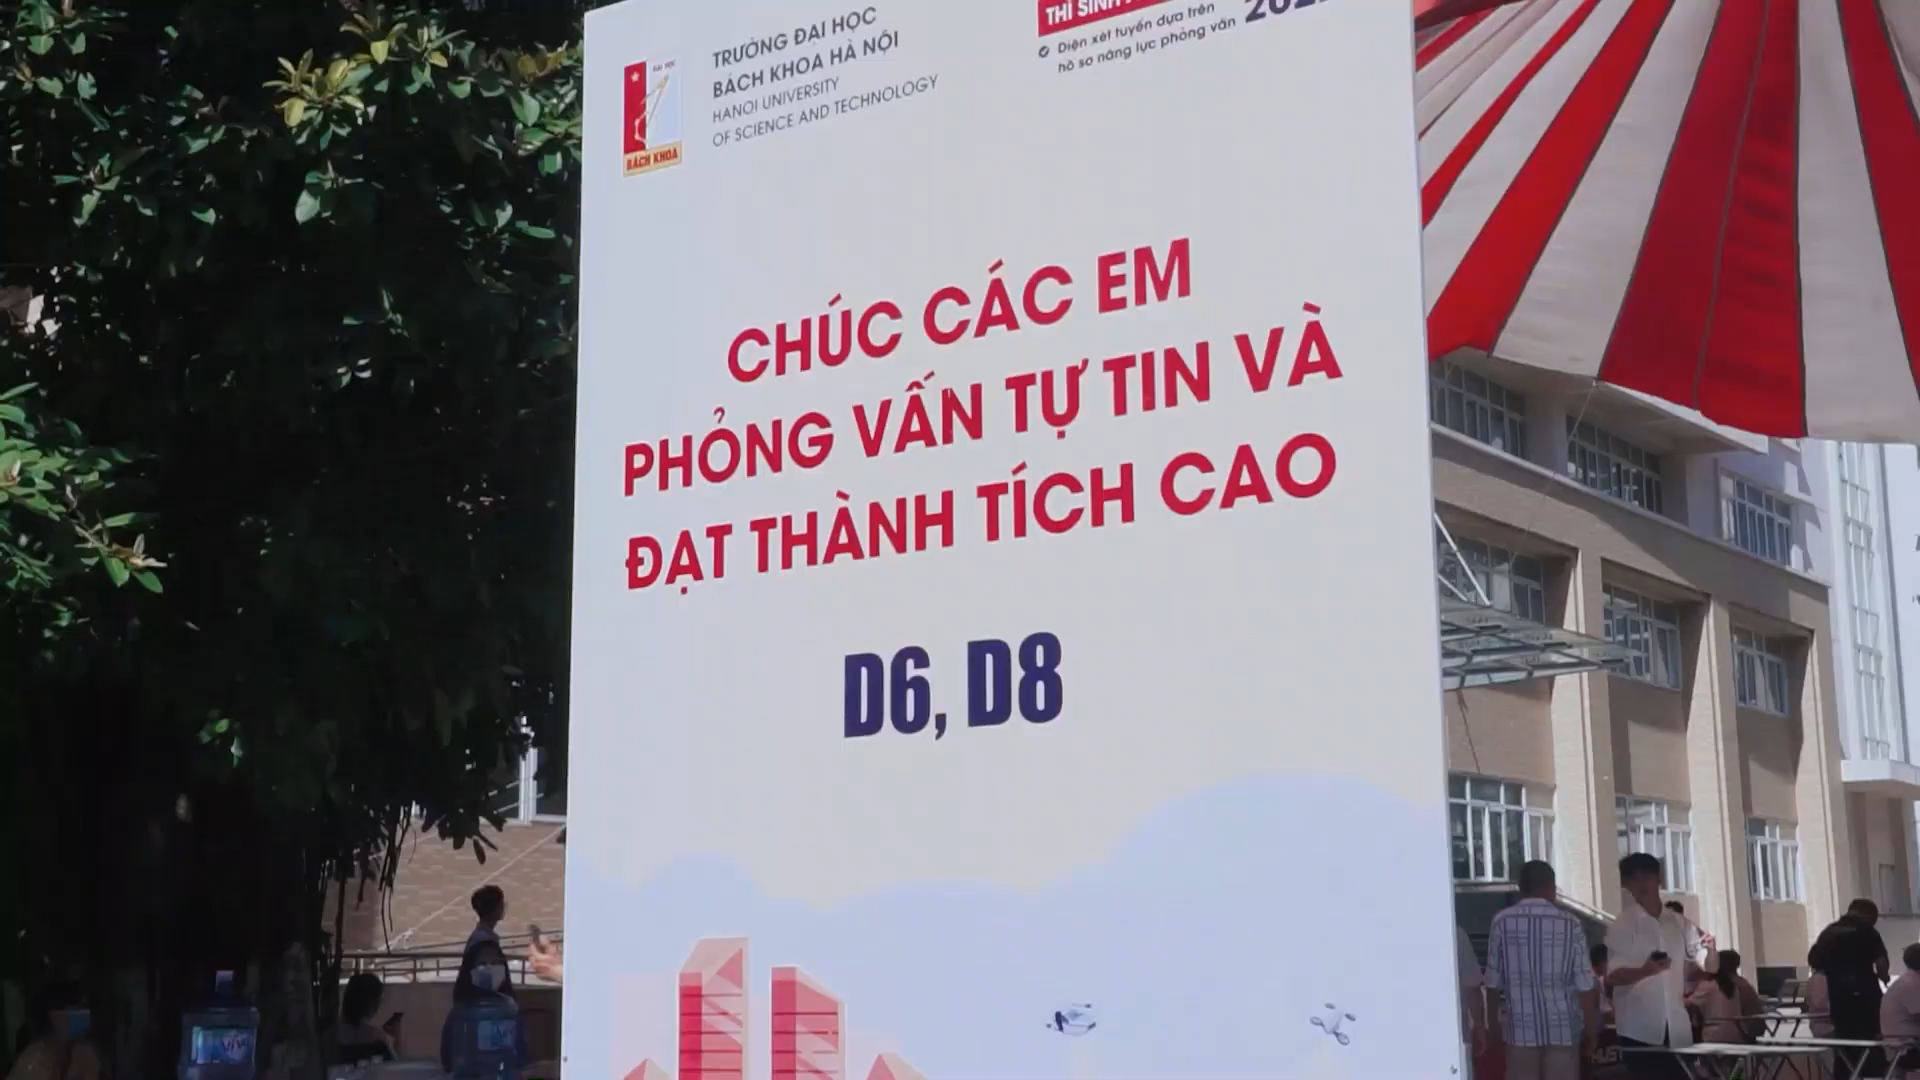 TRƯỜNG ĐẠI HỌC
BÁCH KHOA HÀ NỘI
HANOI UNIVERSITY
OF SCIENCE AND TECHNOLOGY
ĐẠI HỌC
BÁCH KHOA
THÍ SINH
Diện xét tuyển dựa trên
hồ sơ năng lực phỏng vấn
CHÚC CÁC EM
PHỎNG VẤN TỰ TIN VÀ
ĐẠT THÀNH TÍCH CAO
D6, D8
HUST